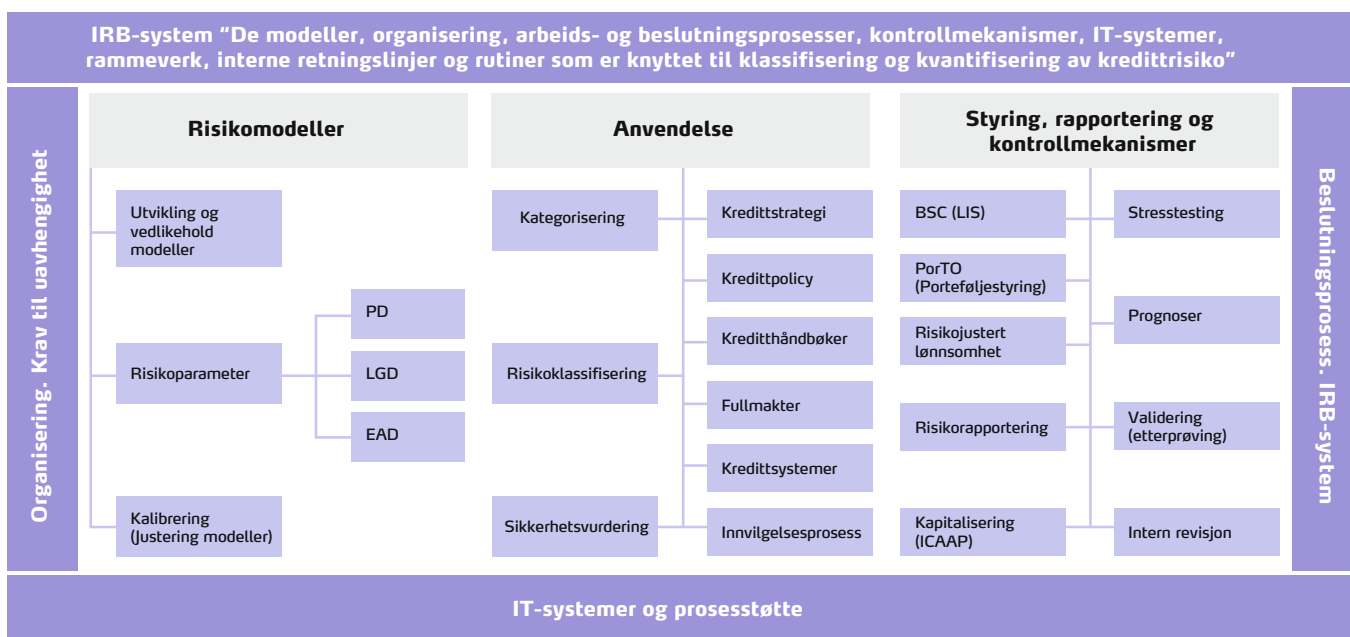 IRB-system “De modeller, organisering, arbeids- og beslutningsprosesser, kontrollmekanismer, IT-systemer,
rammeverk, interne retningslinjer og rutiner som er knyttet til klassifisering og kvantifisering av kredittrisiko”
Organisering. Krav til uavhengighet
Risikomodeller
Utvikling og
vedlikehold
modeller
Risikoparameter
PD
LGD
EAD
Kalibrering
(Justering modeller)
Anvendelse
Kategorisering
Risikoklassifisering
Sikkerhetsvurdering
Kredittstrategi
Kredittpolicy
Kreditthåndbøker
Fullmakter
Kredittsystemer
Innvilgelsesprosess
Styring, rapportering og
kontrollmekanismer
BSC (LIS)
PorTO
(Porteføljestyring)
Risikojustert
lønnsomhet
Risikorapportering
Kapitalisering
(ICAAP)
Stresstesting
Prognoser
Validering
(etterprøving)
Intern revisjon
Beslutningsprosess. IRB-system
IT-systemer og prosesstøtte